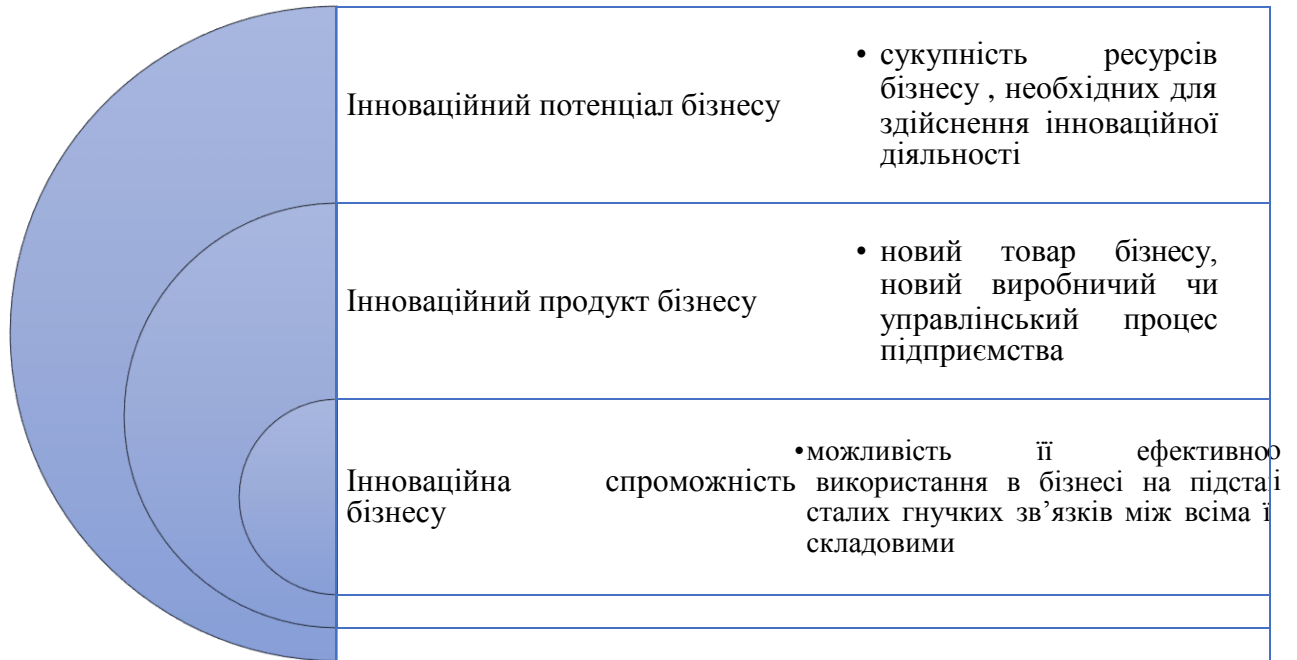 Інноваційний потенціал бізнесу
• сукупність ресурсів
бізнесу , необхідних для
здійснення інноваційної
діяльності
Інноваційний продукт бізнесу
• новий товар бізнесу,
новий виробничий чи
управлінський процес
підприємства
Інноваційна спроможність
бізнесу
•можливість її ефективноо
використання в бізнесі на підстаі
сталих гнучких зв’язків між всіма ї
складовими